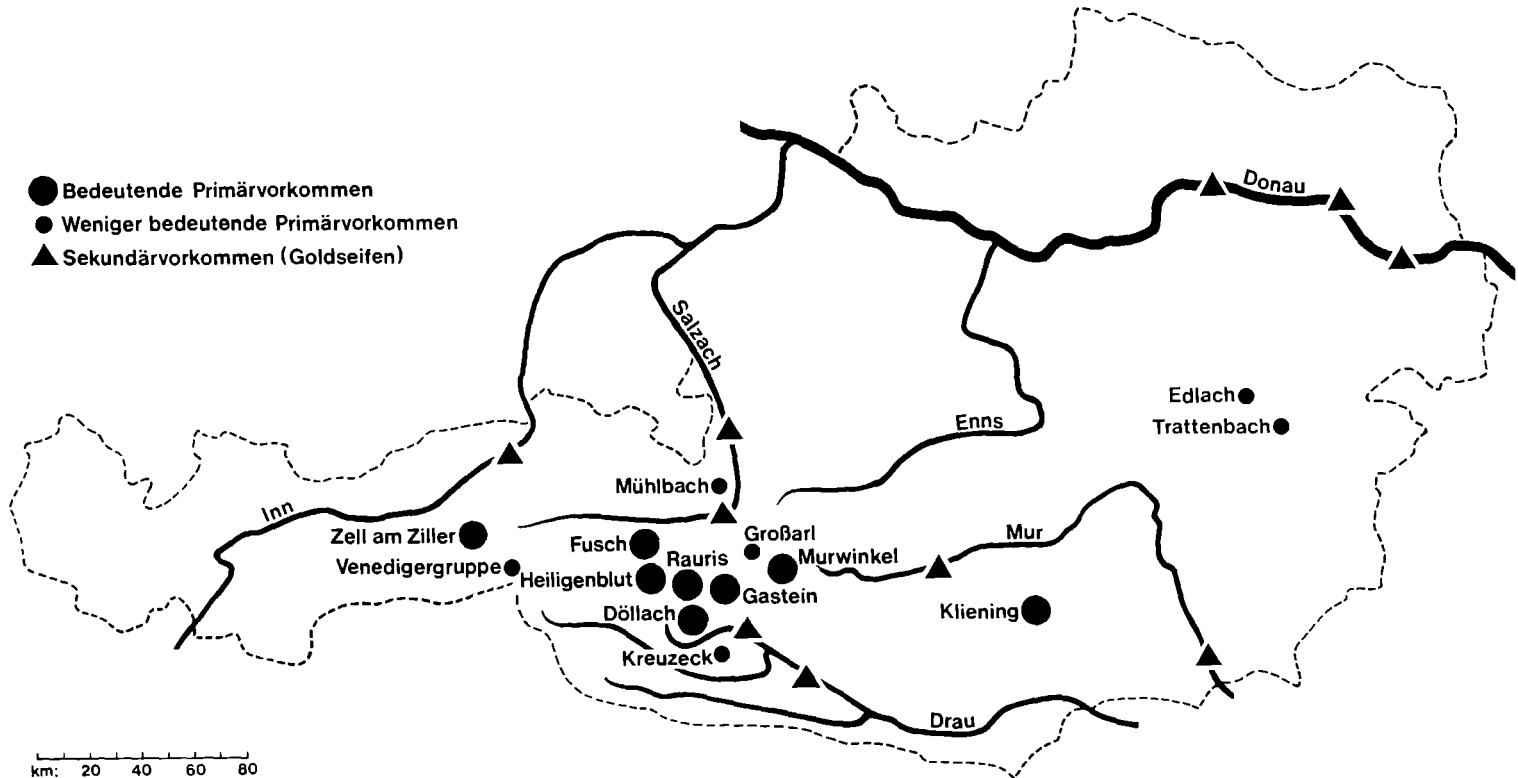 Bedeutende Primärvorkommen
Weniger bedeutende Primärvorkommen
Sekundärvorkommen (Goldseifen)
Donau
Salzach
Edlach
Trattenbach
Enns
Mühlbach
Inn
Zell am Ziller
Venedigergruppe
Fusch
Großarl
Rauris
Murwinkel
Mur
Heiligenblut
Gastein
Döllach
Kliening
Kreuzeck
Drau
km: 20 40 60 80